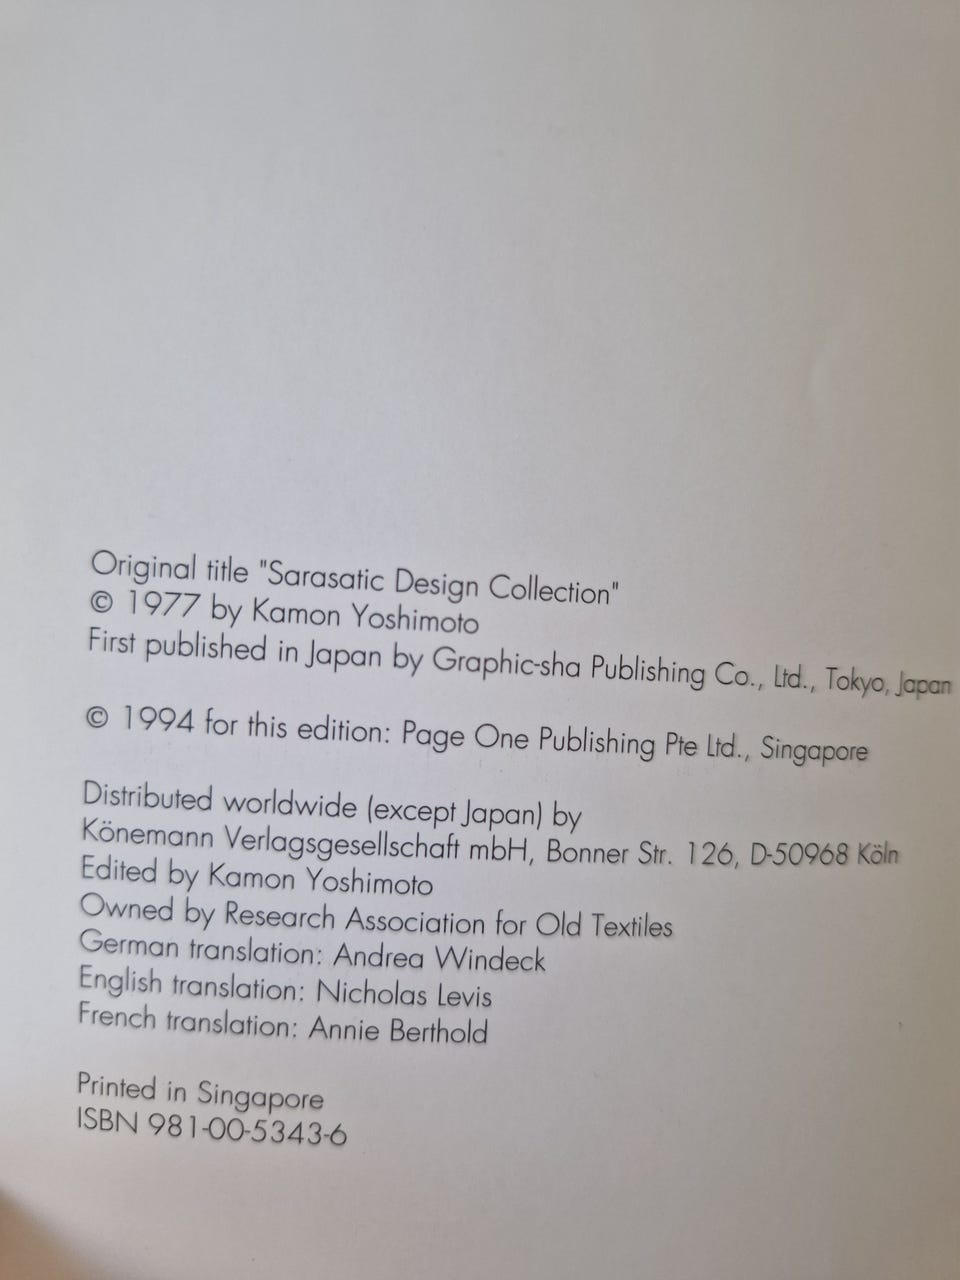 Original title "Sarasatic Design Collection"
© 1977 by Kamon Yoshimoto
First published in Japan by Graphic-sha Publishing Co., Ltd., Tokyo, Japan
© 1994 for this edition: Page One Publishing Pte Ltd., Singapore
Distributed worldwide (except Japan) by
Könemann Verlagsgesellschaft mbH, Bonner Str. 126, D-50968 Köln
Edited by Kamon Yoshimoto
Owned by Research Association for Old Textiles
German translation: Andrea Windeck
English translation: Nicholas Levis
French translation: Annie Berthold
Printed in Singapore
ISBN 981-00-5343-6